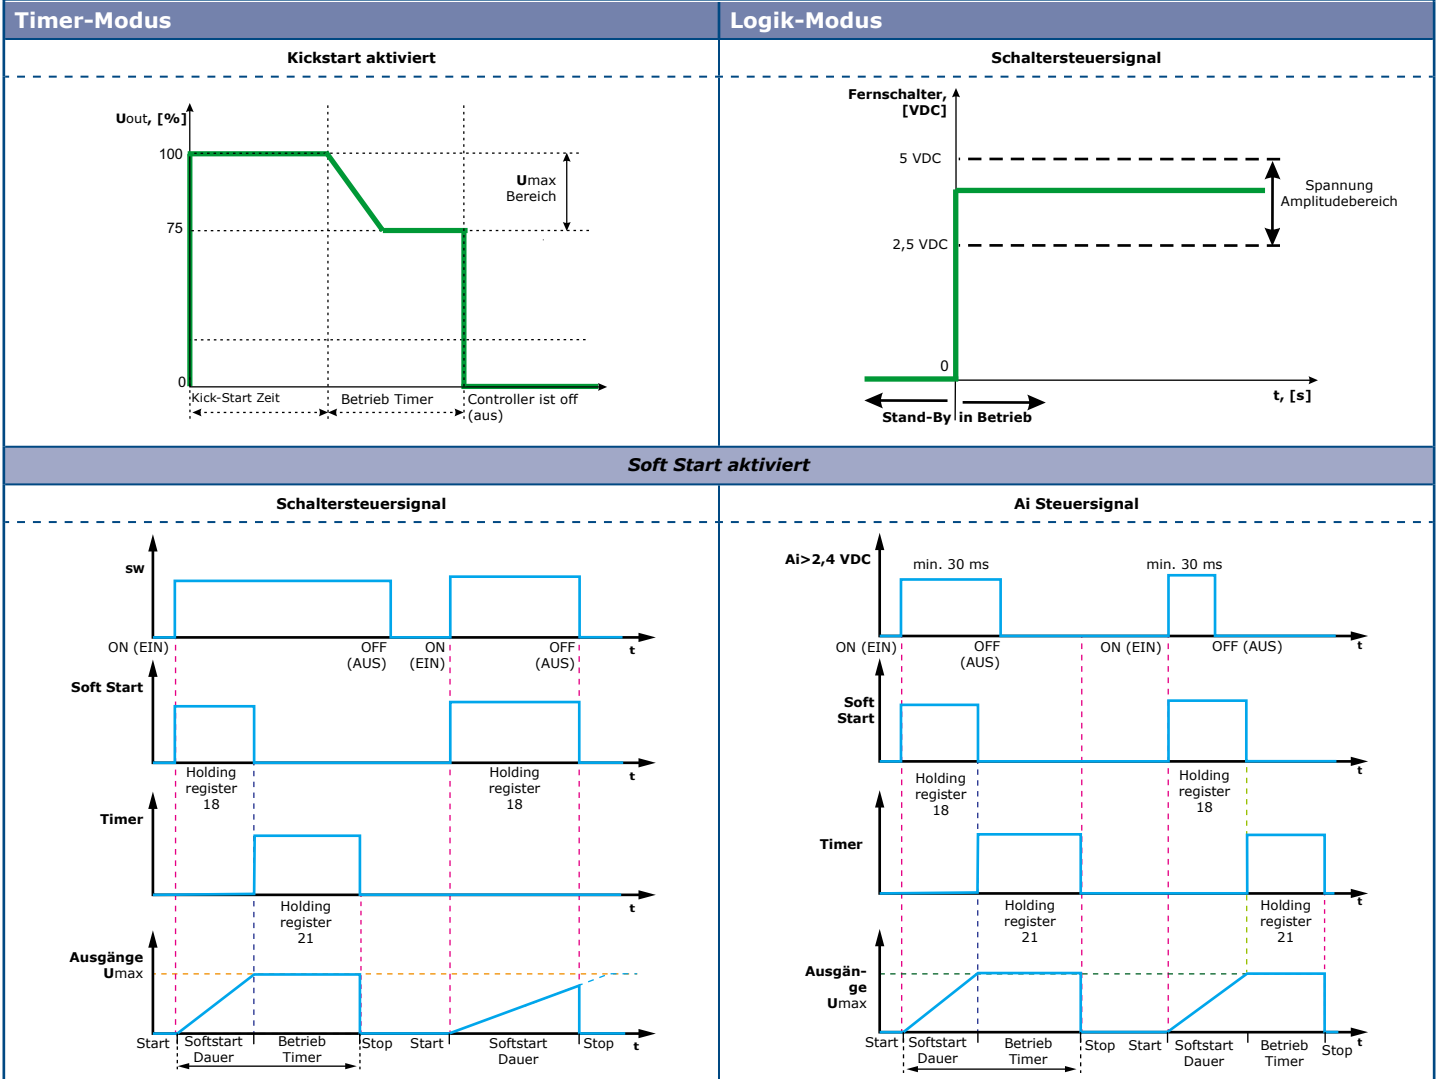 Timer-Modus
Logik-Modus
Kickstart aktiviert
Uout, [%]
100
Umax
Bereich
75
0
Kick-Start Zeit
Betrieb Timer
Controller ist off
(aus)
Schaltersteuersignal
Fernschalter,
[VDC]
5 VDC
Spannung
Amplitudebereich
2,5 VDC
0
t, [s]
Stand-By in Betrieb
Soft Start aktiviert
Schaltersteuersignal
sw
ON (EIN)
OFF
(AUS)
ON
(EIN)
OFF
(AUS)
t
Soft Start
Holding
register
18
Holding
register
18
t
Timer
Holding
register
21
t
Ausgänge
Umax
Start
Softstart
Dauer
Betrieb
Timer
Stop
Start
Softstart
Dauer
Stop
t
Ai Steuersignal
Ai>2,4 VDC
min. 30 ms
min. 30 ms
ON (EIN)
OFF
(AUS)
ON (EIN)
OFF (AUS)
t
Soft
Start
Holding
register
18
Holding
register
18
t
Timer
Holding
register
21
Holding
register
21
t
Ausgän-
ge
Umax
Start
Softstart
Dauer
Betrieb
Timer
Stop
Start
Softstart
Dauer
Betrieb
Timer
Stop
t